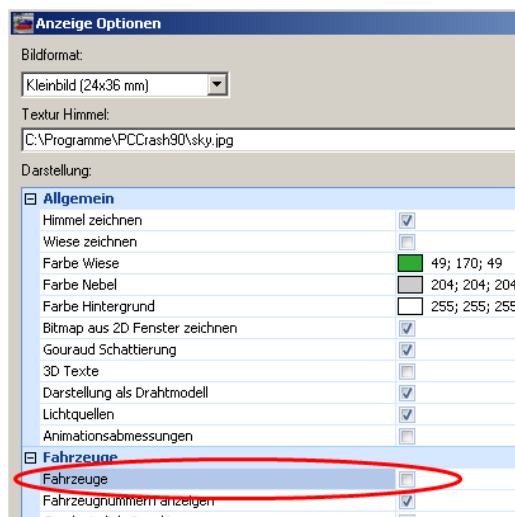 Anzeige Optionen
Bildformat:
Kleinbild (24x36 mm)
Textur Himmel:
C:\Programme\PCCrash90\sky.jpg
Darstellung:
Allgemein
Himmel zeichnen
Wiese zeichnen
Farbe Wiese 49; 170; 49
Farbe Nebel 204; 204; 204
Farbe Hintergrund 255; 255; 255
Bitmap aus 2D Fenster zeichnen
Gouraud Schattierung
3D Texte
Darstellung als Drahtmodell
Lichtquellen
Animationsabmessungen
Fahrzeuge
Fahrzeuge
Fahrzeugnummern anzeigen